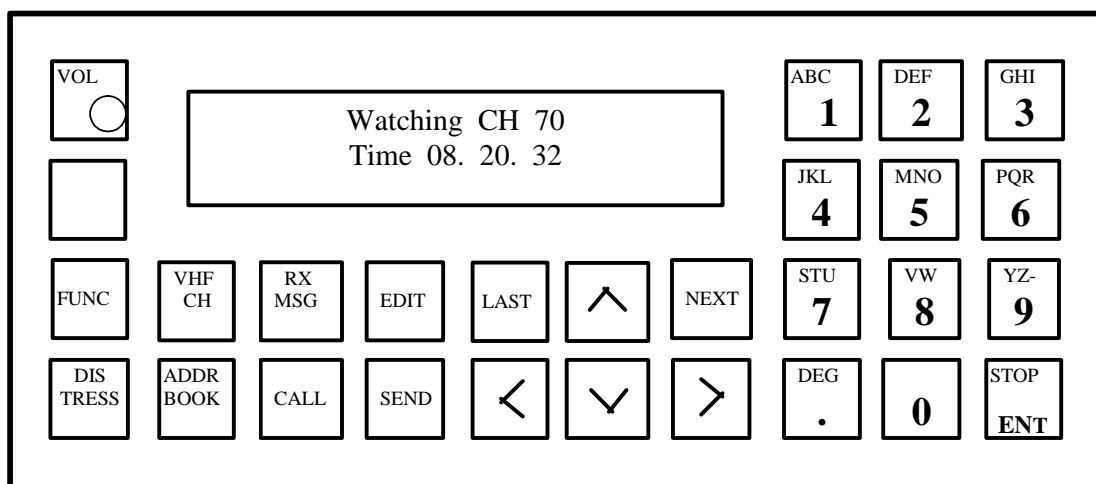 VOL
Watching CH 70
Time 08. 20. 32
ABC
1
DEF
2
GHI
3
JKL
4
MNO
5
PQR
6
FUNC
VHF
CH
RX
MSG
EDIT
LAST
NEXT
STU
7
VW
8
YZ-
9
DIS
TRESS
ADDR
BOOK
CALL
SEND
DEG
.
0
STOP
ENT